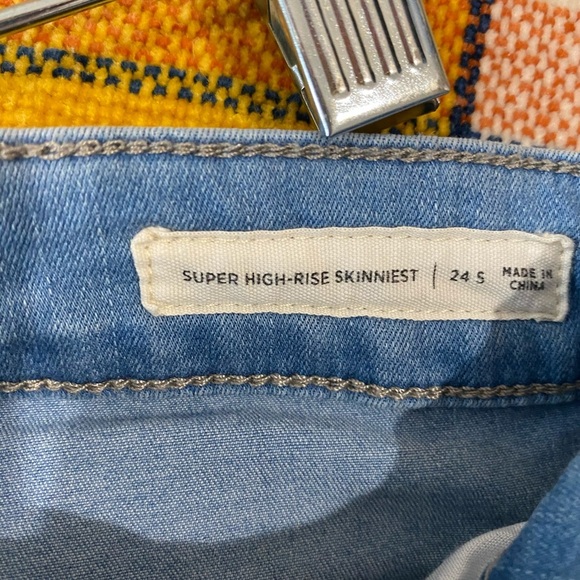 SUPER HIGH-RISE SKINNIEST | 24 S MADE IN
CHINA